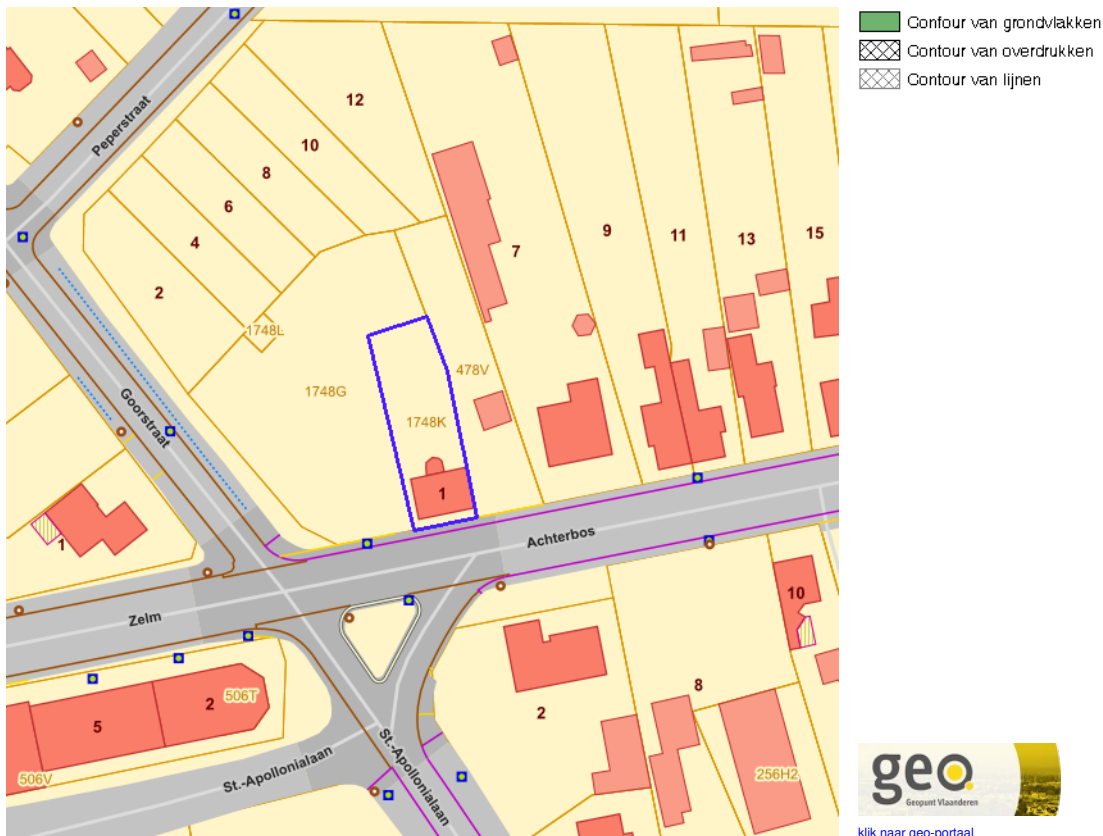 Contour van grondvlakken
Contour van overdrukken
Contour van lijnen
Peperstraat
12
10
8
6
4
2
7
9
11
13
15
1748L
1748G
478V
1748K
Goorstraat
1
1
Achterbos
Zelm
10
2
506T
5
2
8
St.-Apollonialaan
St.-Apollonialaan
506V
256H2
geo
Geopunt Vlaanderen
klik naar geo-portaal